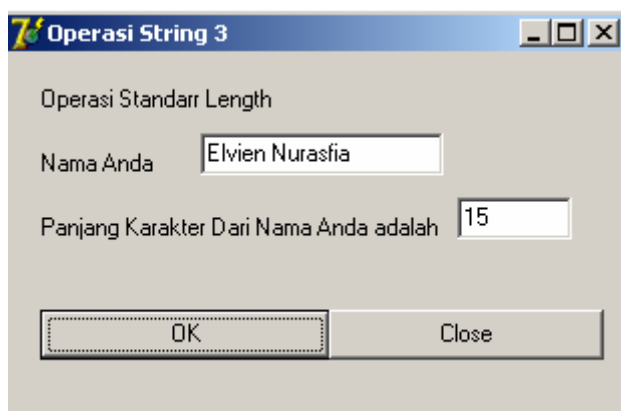 Operasi String 3
Operasi Standarr Length
Nama Anda Elvien Nurasfia
Panjang Karakter Dari Nama Anda adalah 15
OK Close